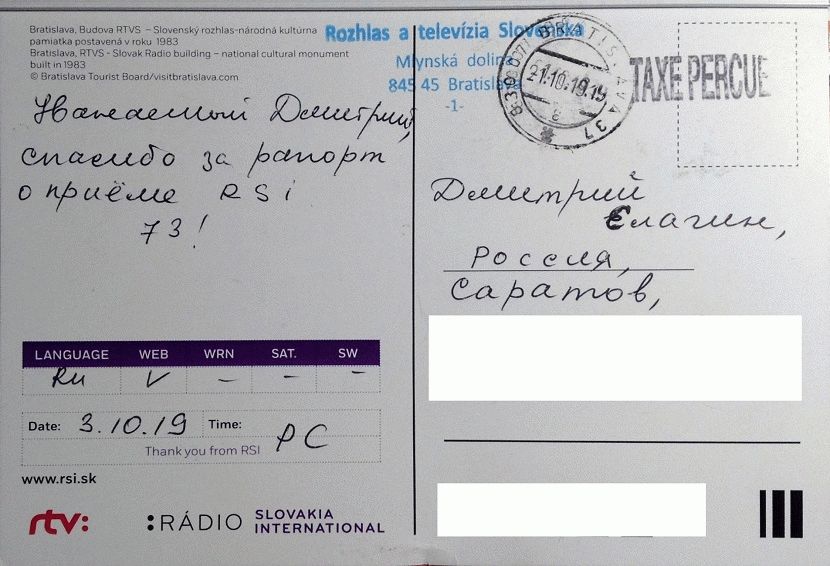 Bratislava, Budova RTVS – Slovenský rozhlas-národná kultúrna
pamiatka postavená v roku 1983
Bratislava, RTVS - Slovak Radio building – national cultural monument
built in 1983
© Bratislava Tourist Board/visitbratislava.com
Rozhlas a televízia Slovenska
Mlynská dolina
845 45 Bratislava
-1-
BRATISLAVA 37
21.10.19.19
TAXE PERCUE
Уважаемый Дмитрий,
спасибо за рапорт
о приёме RSi
73!
Дмитрий
Елагин,
Россия,
Саратов,
LANGUAGE WEB WRN SAT. SW
RU V – – –
Date: 3.10.19 Time: PC
Thank you from RSI
www.rsi.sk
rtv:
:RÁDIO SLOVAKIA
INTERNATIONAL